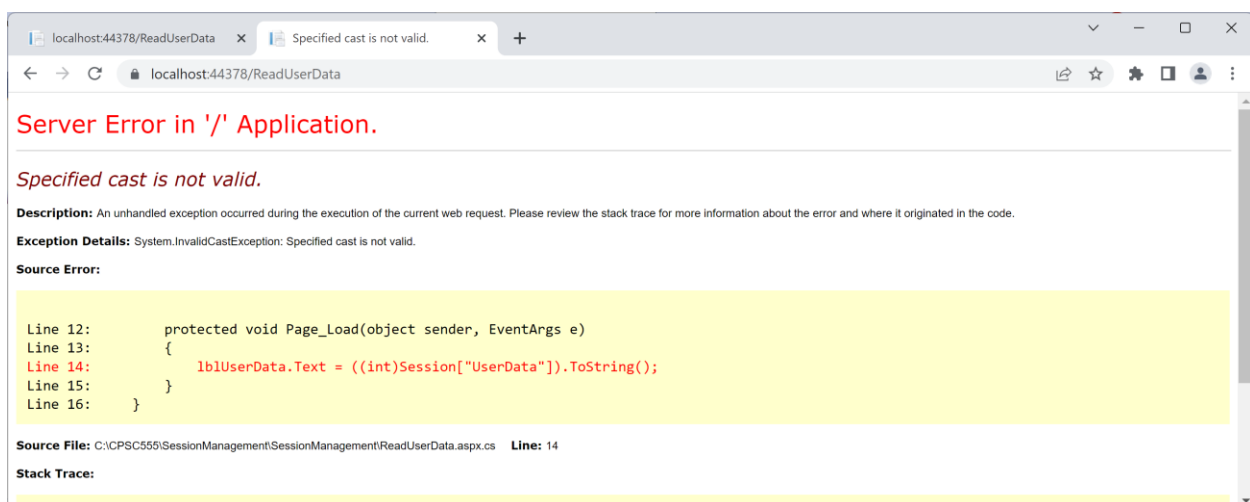 localhost:44378/ReadUserData
Specified cast is not valid.
localhost:44378/ReadUserData
Server Error in '/' Application.
Specified cast is not valid.
Description: An unhandled exception occurred during the execution of the current web request. Please review the stack trace for more information about the error and where it originated in the code.
Exception Details: System.InvalidCastException: Specified cast is not valid.
Source Error:
Line 12:         protected void Page_Load(object sender, EventArgs e)
Line 13:         {
Line 14:             lblUserData.Text = ((int)Session["UserData"]).ToString();
Line 15:         }
Line 16:     }
Source File: C:\CPSC555\SessionManagement\SessionManagement\ReadUserData.aspx.cs    Line: 14
Stack Trace: